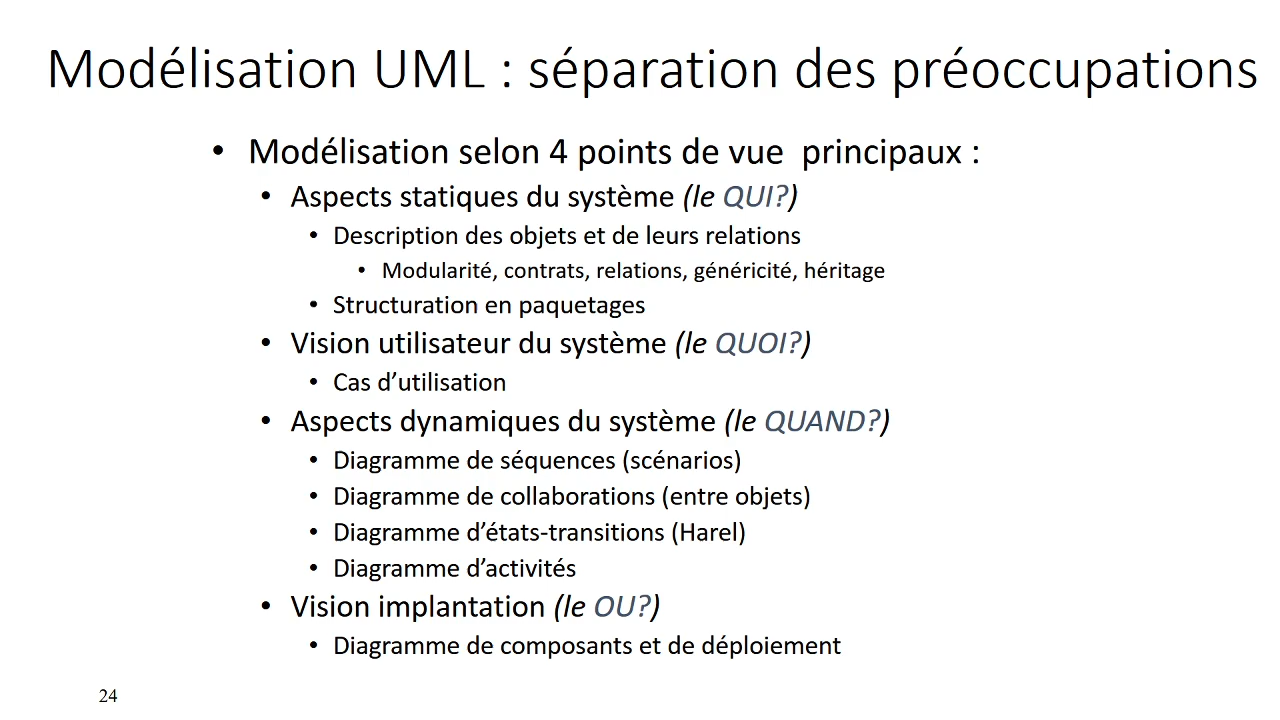 Modélisation UML : séparation des préoccupations
• Modélisation selon 4 points de vue principaux :
• Aspects statiques du système (le QUI?)
• Description des objets et de leurs relations
• Modularité, contrats, relations, généricité, héritage
• Structuration en paquetages
• Vision utilisateur du système (le QUOI?)
• Cas d’utilisation
• Aspects dynamiques du système (le QUAND?)
• Diagramme de séquences (scénarios)
• Diagramme de collaborations (entre objets)
• Diagramme d’états-transitions (Harel)
• Diagramme d’activités
• Vision implantation (le OU?)
• Diagramme de composants et de déploiement
24